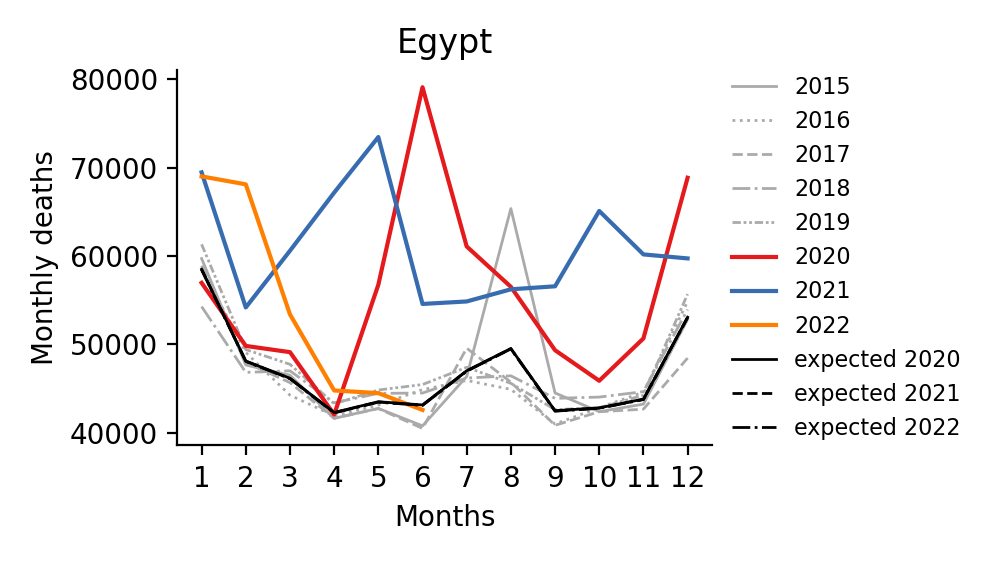 Egypt
80000
70000
60000
50000
40000
Monthly deaths
1 2 3 4 5 6 7 8 9 10 11 12
Months
2015
2016
2017
2018
2019
2020
2021
2022
expected 2020
expected 2021
expected 2022